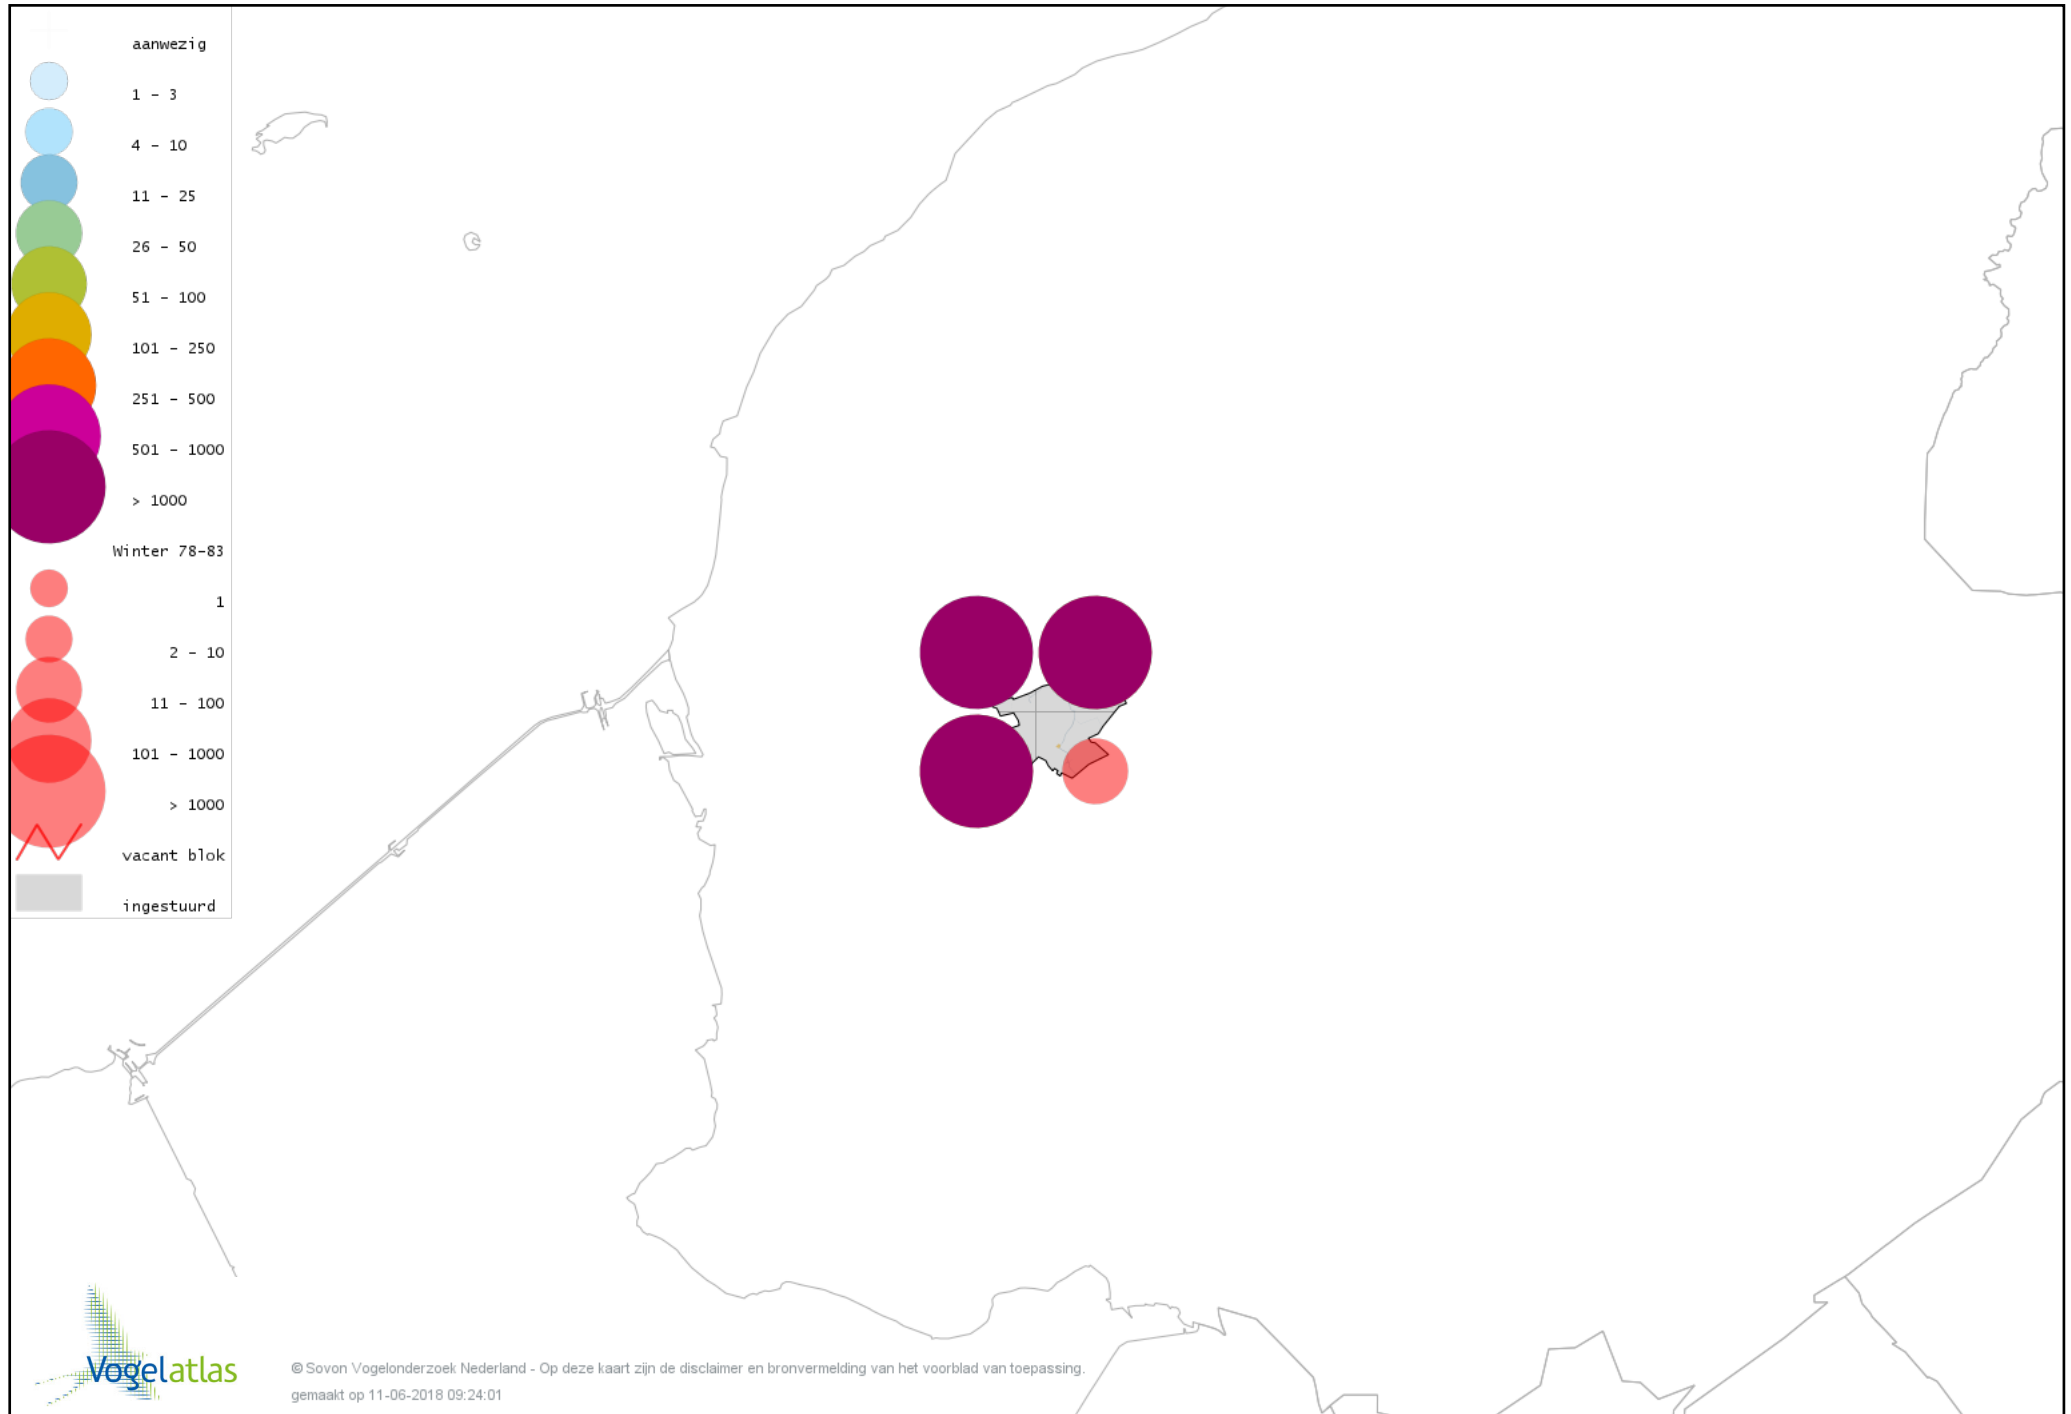 aanwezig
1 - 3
4 - 10
11 - 25
26 - 50
51 - 100
101 - 250
251 - 500
501 - 1000
> 1000
Winter 78-83
1
2 - 10
11 - 100
101 - 1000
> 1000
vacant blok
ingestuurd
Vogelatlas
© Sovon Vogelonderzoek Nederland - Op deze kaart zijn de disclaimer en bronvermelding van het voorblad van toepassing.
gemaakt op 11-06-2018 09:24:01